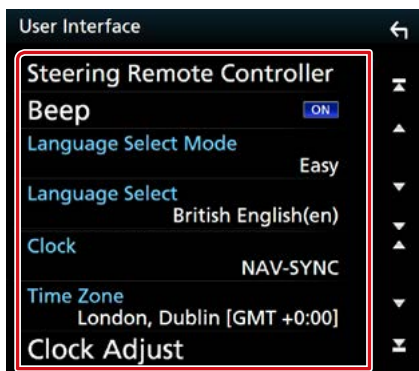 User Interface
Steering Remote Controller
Beep ON
Language Select Mode
Easy
Language Select
British English(en)
Clock
NAV-SYNC
Time Zone
London, Dublin [GMT +0:00]
Clock Adjust